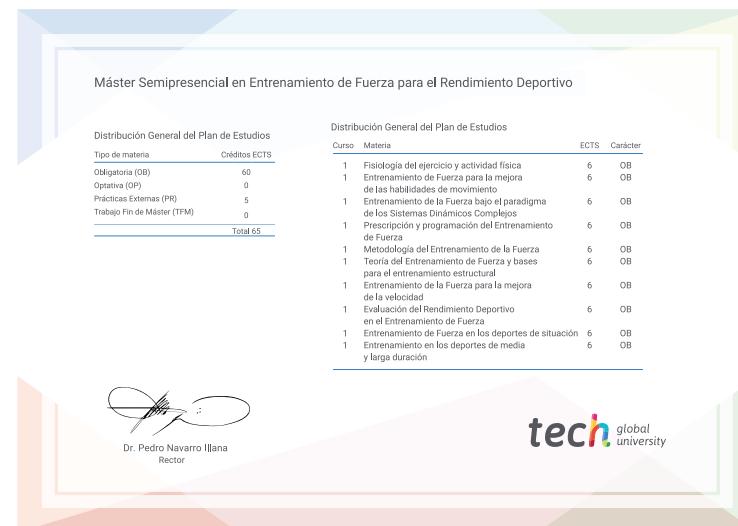 Máster Semipresencial en Entrenamiento de Fuerza para el Rendimiento Deportivo
Distribución General del Plan de Estudios
Tipo de materia Créditos ECTS
Obligatoria (OB) 60
Optativa (OP) 0
Prácticas Externas (PR) 5
Trabajo Fin de Máster (TFM) 0
Total 65
Distribución General del Plan de Estudios
Curso Materia ECTS Carácter
1 Fisiología del ejercicio y actividad física 6 OB
1 Entrenamiento de Fuerza para la mejora 6 OB
de las habilidades de movimiento
1 Entrenamiento de la Fuerza bajo el paradigma 6 OB
de los Sistemas Dinámicos Complejos
1 Prescripción y programación del Entrenamiento 6 OB
de Fuerza
1 Metodología del Entrenamiento de la Fuerza 6 OB
1 Teoría del Entrenamiento de Fuerza y bases 6 OB
para el entrenamiento estructural
1 Entrenamiento de la Fuerza para la mejora 6 OB
de la velocidad
1 Evaluación del Rendimiento Deportivo 6 OB
en el Entrenamiento de Fuerza
1 Entrenamiento de Fuerza en los deportes de situación 6 OB
1 Entrenamiento en los deportes de media 6 OB
y larga duración
Dr. Pedro Navarro Illana
Rector
tech global
university